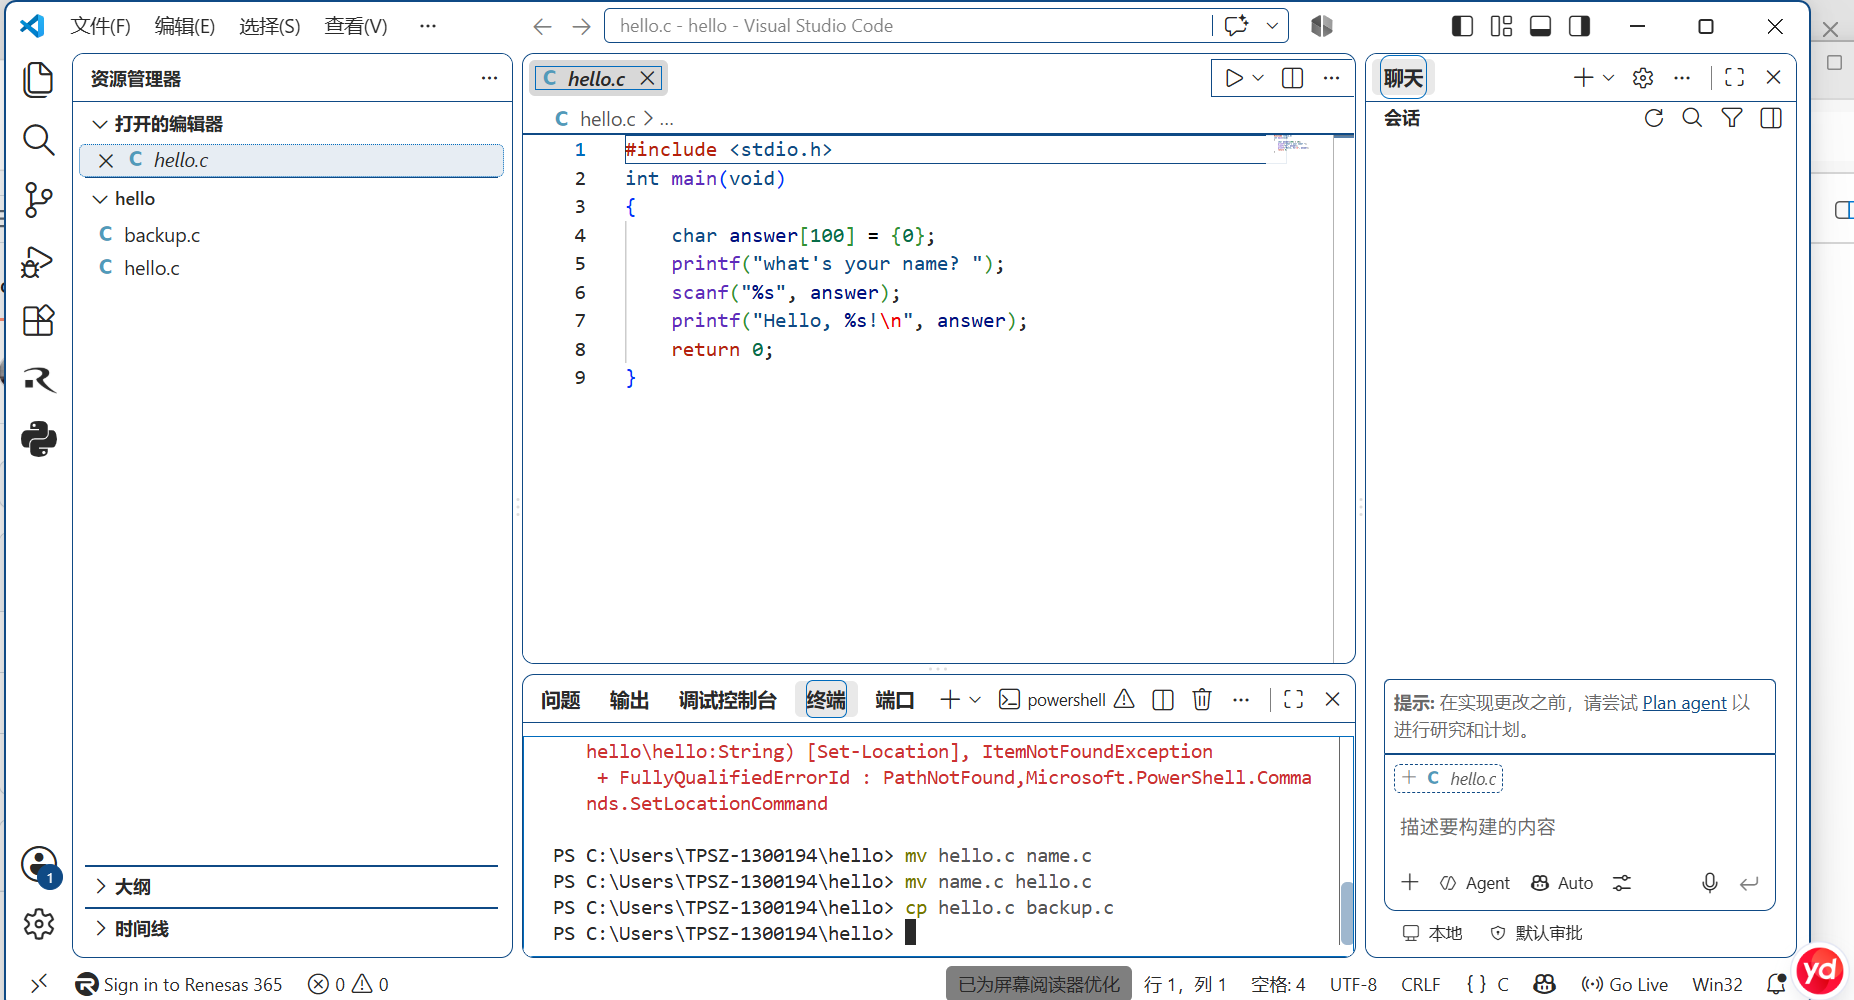 文件(F) 编辑(E) 选择(S) 查看(V) ···
hello.c - hello - Visual Studio Code
资源管理器
打开的编辑器
hello.c
hello
backup.c
hello.c
大纲
时间线
hello.c
hello.c > ...
1 #include <stdio.h>
2 int main(void)
3 {
4     char answer[100] = {0};
5     printf("what's your name? ");
6     scanf("%s", answer);
7     printf("Hello, %s!\n", answer);
8     return 0;
9 }
问题 输出 调试控制台 终端 端口 powershell
hello\hello:String) [Set-Location], ItemNotFoundException
+ FullyQualifiedErrorId : PathNotFound,Microsoft.PowerShell.Comma
nds.SetLocationCommand
PS C:\Users\TPSZ-1300194\hello> mv hello.c name.c
PS C:\Users\TPSZ-1300194\hello> mv name.c hello.c
PS C:\Users\TPSZ-1300194\hello> cp hello.c backup.c
PS C:\Users\TPSZ-1300194\hello>
聊天
会话
提示: 在实现更改之前，请尝试 Plan agent 以
进行研究和计划。
hello.c
描述要构建的内容
Agent Auto
本地 默认审批
1
Sign in to Renesas 365 0 0 已为屏幕阅读器优化 行 1，列 1 空格: 4 UTF-8 CRLF { } C Go Live Win32
yd